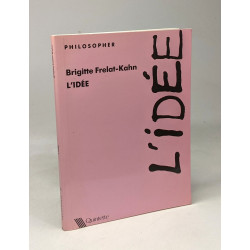 PHILOSOPHER
Brigitte Frelat-Kahn
L'IDÉE
L'iDÉE
Quintette